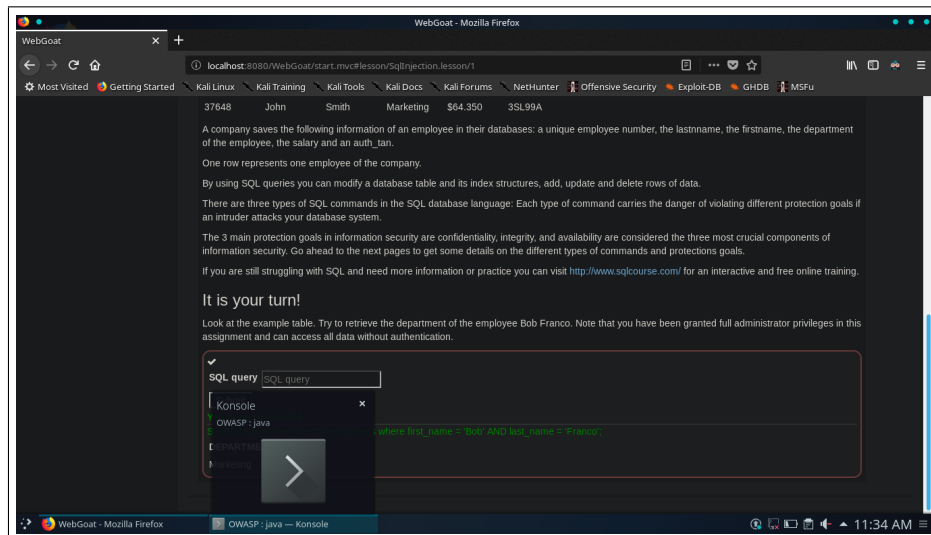 WebGoat - Mozilla Firefox
WebGoat × +
localhost:8080/WebGoat/start.mvc#lesson/SqlInjection.lesson/1
Most Visited Getting Started Kali Linux Kali Training Kali Tools Kali Docs Kali Forums NetHunter Offensive Security Exploit-DB GHDB MSFu
37648 John Smith Marketing $64.350 3SL99A
A company saves the following information of an employee in their databases: a unique employee number, the lastnname, the firstname, the department
of the employee, the salary and an auth_tan.
One row represents one employee of the company.
By using SQL queries you can modify a database table and its index structures, add, update and delete rows of data.
There are three types of SQL commands in the SQL database language: Each type of command carries the danger of violating different protection goals if
an intruder attacks your database system.
The 3 main protection goals in information security are confidentiality, integrity, and availability are considered the three most crucial components of
information security. Go ahead to the next pages to get some details on the different types of commands and protections goals.
If you are still struggling with SQL and need more information or practice you can visit http://www.sqlcourse.com/ for an interactive and free online training.
It is your turn!
Look at the example table. Try to retrieve the department of the employee Bob Franco. Note that you have been granted full administrator privileges in this
assignment and can access all data without authentication.
SQL query SQL query
Konsole ×
OWASP : java
where first_name = 'Bob' AND last_name = 'Franco';
DEPARTME
Marketing
WebGoat - Mozilla Firefox OWASP : java — Konsole 11:34 AM